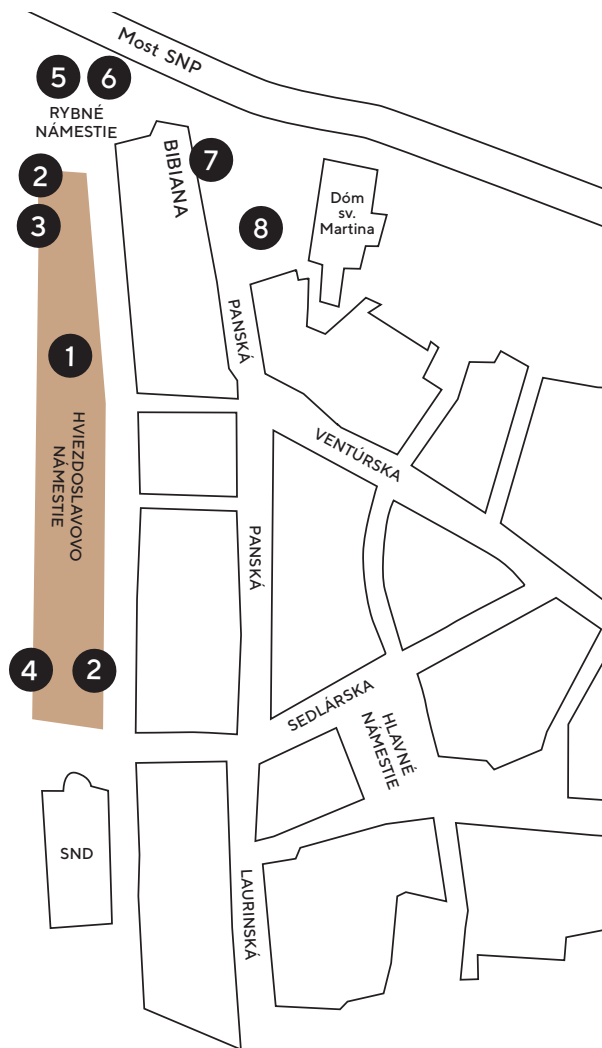 Most SNP
5
6
RYBNÉ
NÁMESTIE
BIBIANA
7
2
3
8
Dóm
sv.
Martina
1
PANSKÁ
HVIEZDOSLAVOVO
NÁMESTIE
VENTÚRSKA
PANSKÁ
4
2
SEDLÁRSKA
HLAVNÉ
NÁMESTIE
SND
LAURINSKÁ